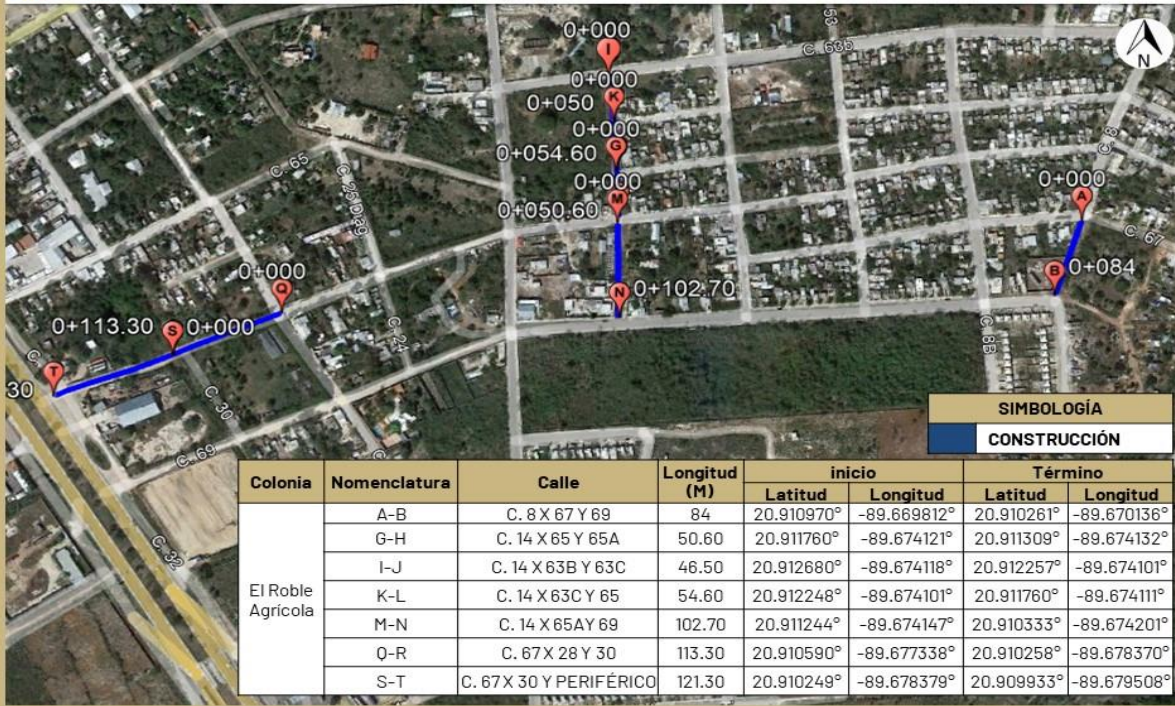 0+000
I
C. 63b
53
N
0+000
K
0+050
0+000
G
0+054.60
C. 8
C. 65
C. 25 Diag
0+000
M
0+050.60
0+000
A
C. 67
0+000
Q
N
0+102.70
B
0+084
0+113.30
S
0+000
T
30
C.
C. 24
C. 8B
C. 30
C. 69
C
C. 32
SIMBOLOGÍA
CONSTRUCCIÓN
Colonia Nomenclatura Calle Longitud (M) inicio Término
Latitud Longitud Latitud Longitud
El Roble Agrícola
A-B C. 8 X 67 Y 69 84 20.910970° -89.669812° 20.910261° -89.670136°
G-H C. 14 X 65 Y 65A 50.60 20.911760° -89.674121° 20.911309° -89.674132°
I-J C. 14 X 63B Y 63C 46.50 20.912680° -89.674118° 20.912257° -89.674101°
K-L C. 14 X 63C Y 65 54.60 20.912248° -89.674101° 20.911760° -89.674111°
M-N C. 14 X 65AY 69 102.70 20.911244° -89.674147° 20.910333° -89.674201°
Q-R C. 67 X 28 Y 30 113.30 20.910590° -89.677338° 20.910258° -89.678370°
S-T C. 67 X 30 Y PERIFÉRICO 121.30 20.910249° -89.678379° 20.909933° -89.679508°